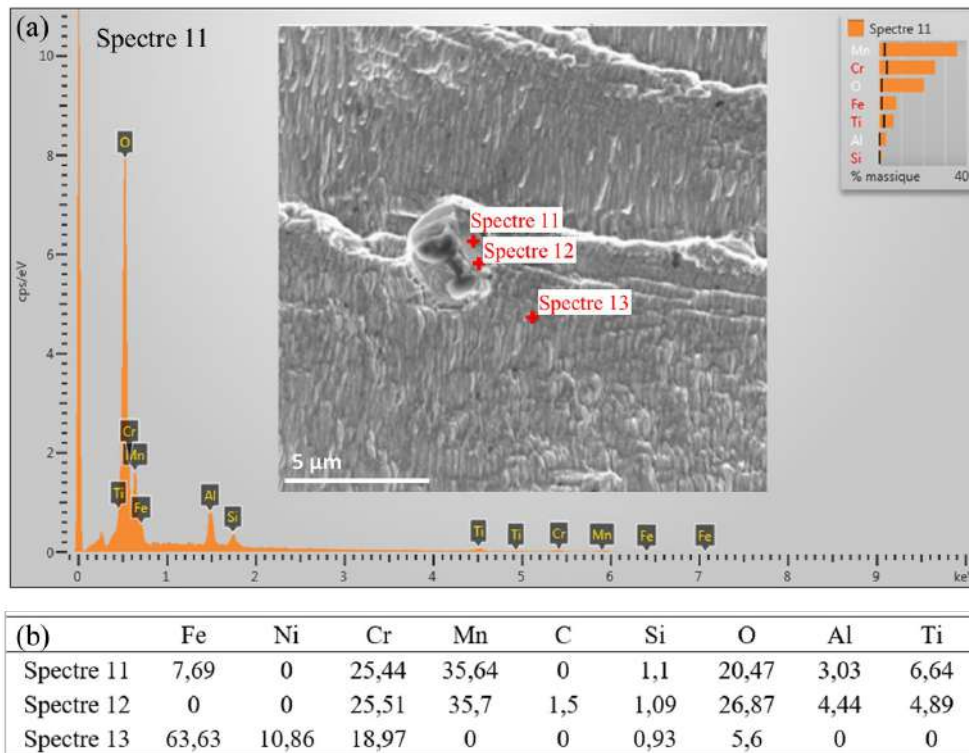 (a)
Spectre 11
10
8
6
4
2
0
cps/eV
O
Cr
Mn
Ti
Fe
Al
Si
Ti
Ti
Cr
Mn
Fe
Fe
0 1 2 3 4 5 6 7 8 9 keV
Spectre 11
Spectre 12
Spectre 13
5 µm
Spectre 11
Mn
Cr
O
Fe
Ti
Al
Si
% massique 40
(b) Fe Ni Cr Mn C Si O Al Ti
Spectre 11 7,69 0 25,44 35,64 0 1,1 20,47 3,03 6,64
Spectre 12 0 0 25,51 35,7 1,5 1,09 26,87 4,44 4,89
Spectre 13 63,63 10,86 18,97 0 0 0,93 5,6 0 0